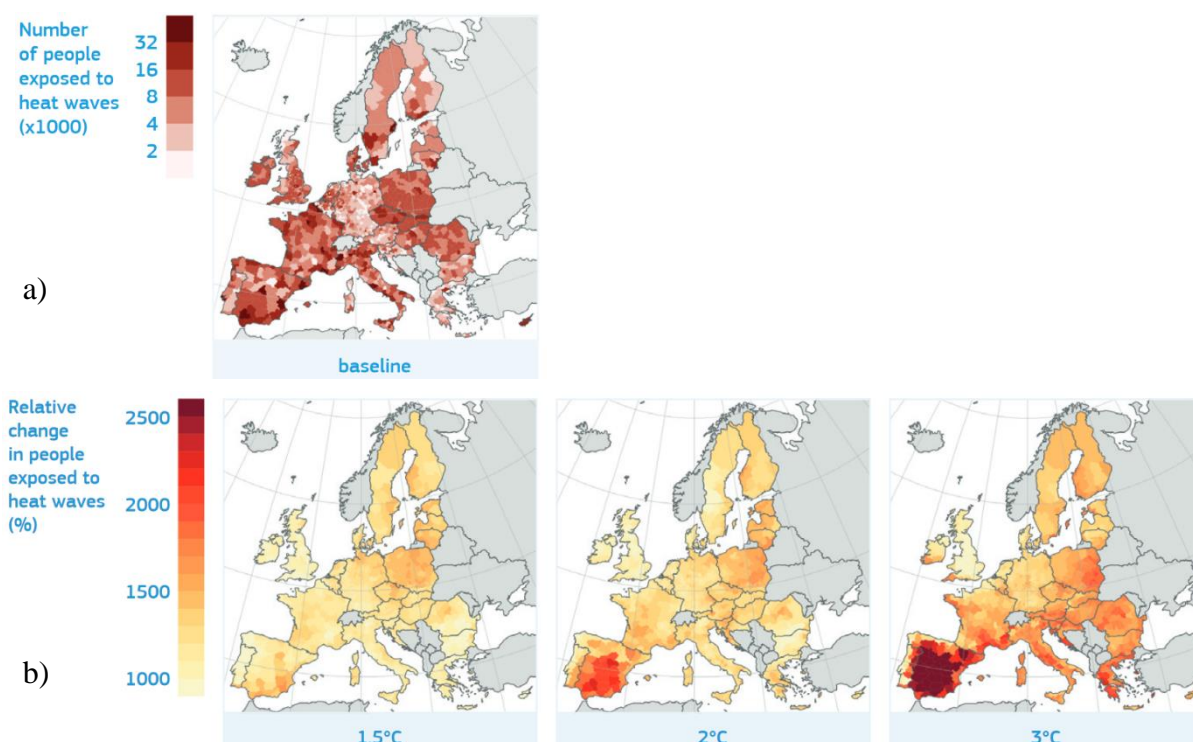 Number
of people
exposed to
heat waves
(x1000)
32
16
8
4
2
a)
baseline
Relative
change
in people
exposed to
heat waves
(%)
2500
2000
1500
1000
b)
1.5°C
2°C
3°C